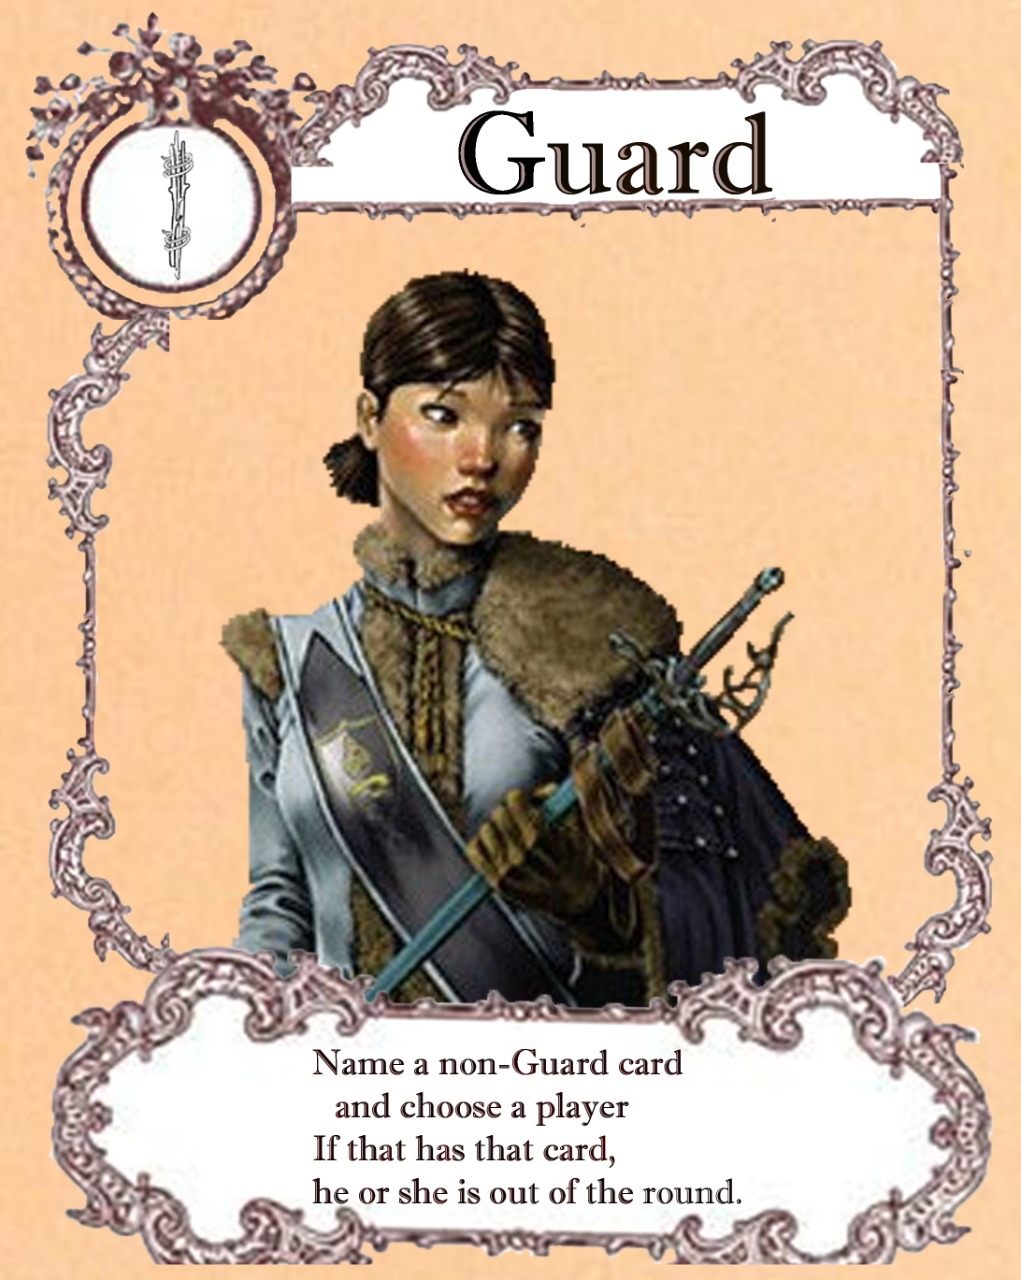 Guard
Name a non-Guard card
and choose a player
If that has that card,
he or she is out of the round.